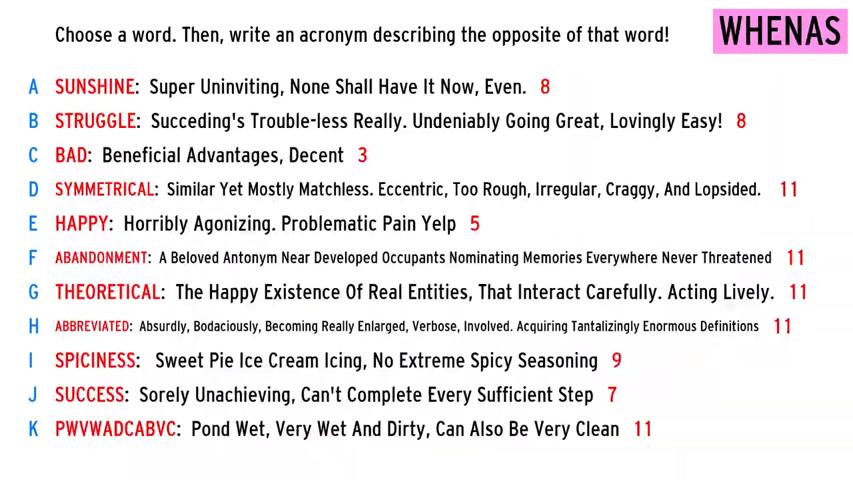 Choose a word. Then, write an acronym describing the opposite of that word!
WHENAS
A SUNSHINE: Super Uninviting, None Shall Have It Now, Even. 8
B STRUGGLE: Succeding's Trouble-less Really. Undeniably Going Great, Lovingly Easy! 8
C BAD: Beneficial Advantages, Decent 3
D SYMMETRICAL: Similar Yet Mostly Matchless. Eccentric, Too Rough, Irregular, Craggy, And Lopsided. 11
E HAPPY: Horribly Agonizing. Problematic Pain Yelp 5
F ABANDONMENT: A Beloved Antonym Near Developed Occupants Nominating Memories Everywhere Never Threatened 11
G THEORETICAL: The Happy Existence Of Real Entities, That Interact Carefully. Acting Lively. 11
H ABBREVIATED: Absurdly, Bodaciously, Becoming Really Enlarged, Verbose, Involved. Acquiring Tantalizingly Enormous Definitions 11
I SPICINESS: Sweet Pie Ice Cream Icing, No Extreme Spicy Seasoning 9
J SUCCESS: Sorely Unachieving, Can't Complete Every Sufficient Step 7
K PWVWADCABVC: Pond Wet, Very Wet And Dirty, Can Also Be Very Clean 11